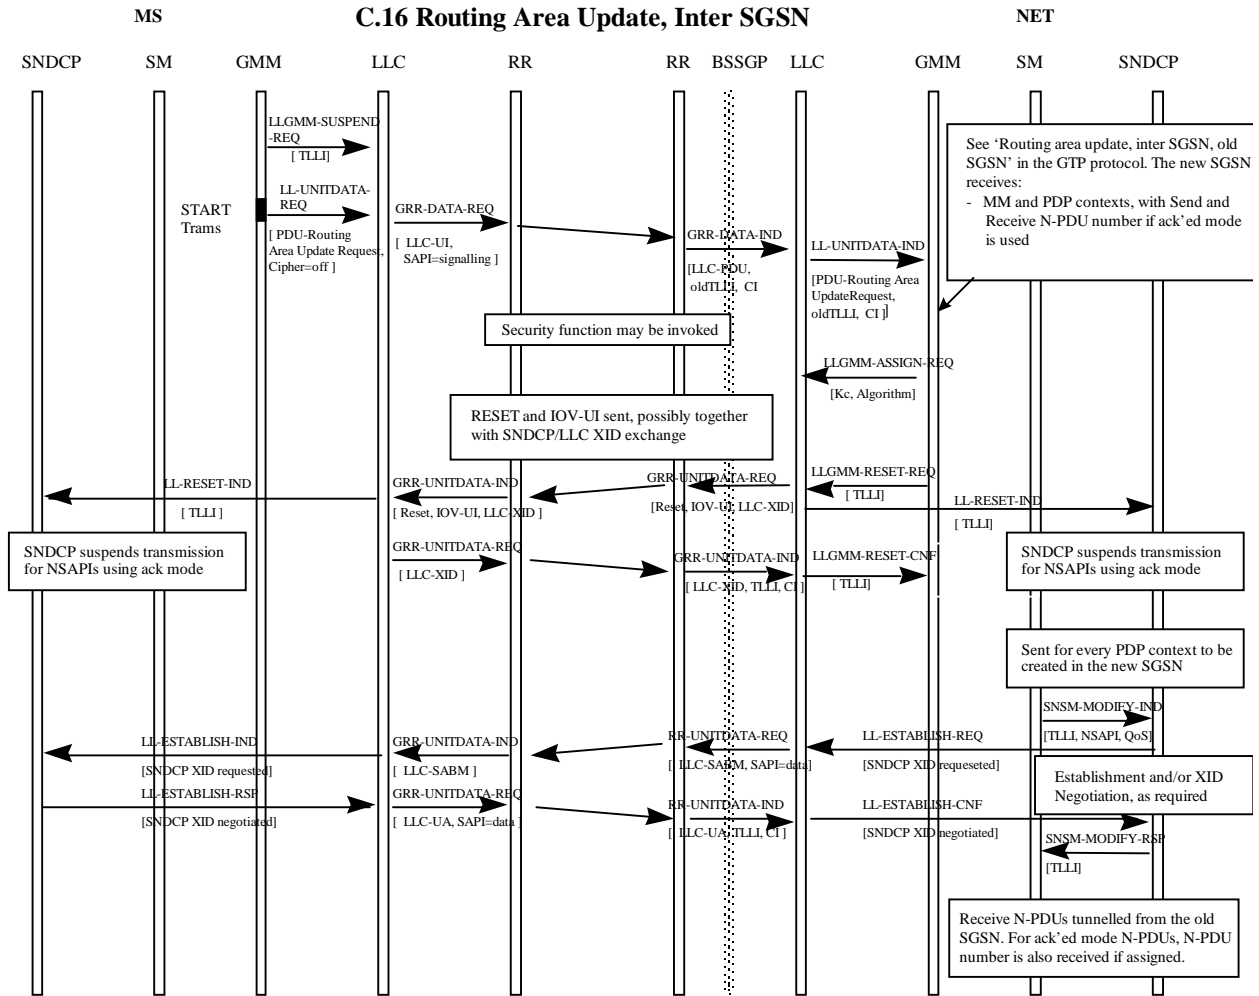 MS
C.16 Routing Area Update, Inter SGSN
NET
SNDCP
SM
GMM
LLC
RR
RR
BSSGP
LLC
GMM
SM
SNDCP
LLGMM-SUSPEND
-REQ
[ TLLI]
See ‘Routing area update, inter SGSN, old
SGSN’ in the GTP protocol. The new SGSN
receives:
- MM and PDP contexts, with Send and
Receive N-PDU number if ack’ed mode
is used
START
Trams
LL-UNITDATA-
REQ
[ PDU-Routing
Area Update Request,
Cipher=off ]
GRR-DATA-REQ
[ LLC-UI,
SAPI=signalling ]
GRR-DATA-IND
[LLC-PDU,
oldTLLI, CI
LL-UNITDATA-IND
[PDU-Routing Area
UpdateRequest,
oldTLLI, CI ]]
Security function may be invoked
LLGMM-ASSIGN-REQ
[Kc, Algorithm]
RESET and IOV-UI sent, possibly together
with SNDCP/LLC XID exchange
LL-RESET-IND
[ TLLI ]
GRR-UNITDATA-IND
[ Reset, IOV-UI, LLC-XID ]
GRR-UNITDATA-REQ
[Reset, IOV-UI, LLC-XID]
LLGMM-RESET-REQ
[ TLLI]
LL-RESET-IND
[ TLLI]
SNDCP suspends transmission
for NSAPIs using ack mode
GRR-UNITDATA-REQ
[ LLC-XID ]
GRR-UNITDATA-IND
[ LLC-XID, TLLI, CI ]
LLGMM-RESET-CNF
[ TLLI]
SNDCP suspends transmission
for NSAPIs using ack mode
Sent for every PDP context to be
created in the new SGSN
SNSM-MODIFY-IND
[TLLI, NSAPI, QoS]
LL-ESTABLISH-IND
[SNDCP XID requested]
GRR-UNITDATA-IND
[ LLC-SABM ]
RR-UNITDATA-REQ
[ LLC-SABM, SAPI=data]
LL-ESTABLISH-REQ
[SNDCP XID requeseted]
Establishment and/or XID
Negotiation, as required
LL-ESTABLISH-RSP
[SNDCP XID negotiated]
GRR-UNITDATA-REQ
[ LLC-UA, SAPI=data ]
RR-UNITDATA-IND
[ LLC-UA, TLLI, CI ]
LL-ESTABLISH-CNF
[SNDCP XID negotiated]
SNSM-MODIFY-RSP
[TLLI]
Receive N-PDUs tunnelled from the old
SGSN. For ack’ed mode N-PDUs, N-PDU
number is also received if assigned.